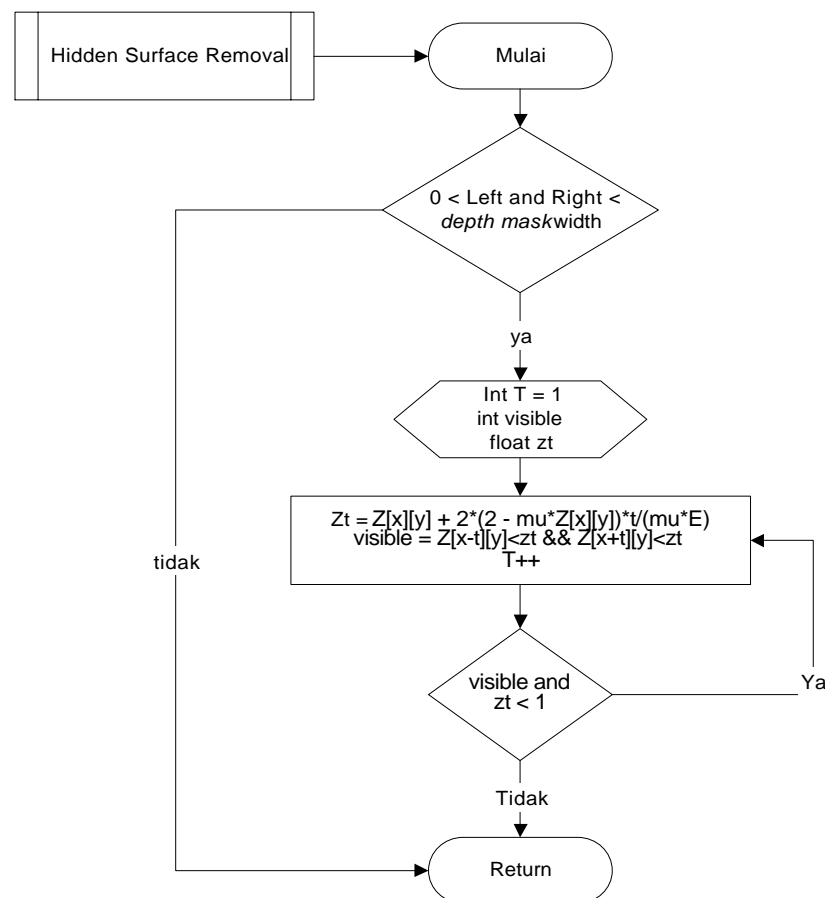 Hidden Surface Removal
Mulai
0 < Left and Right <
depth maskwidth
ya
Int T = 1
int visible
float zt
Zt = Z[x][y] + 2*(2 - mu*Z[x][y])*t/(mu*E)
visible = Z[x-t][y]<zt && Z[x+t][y]<zt
T++
tidak
visible and
zt < 1
Ya
Tidak
Return